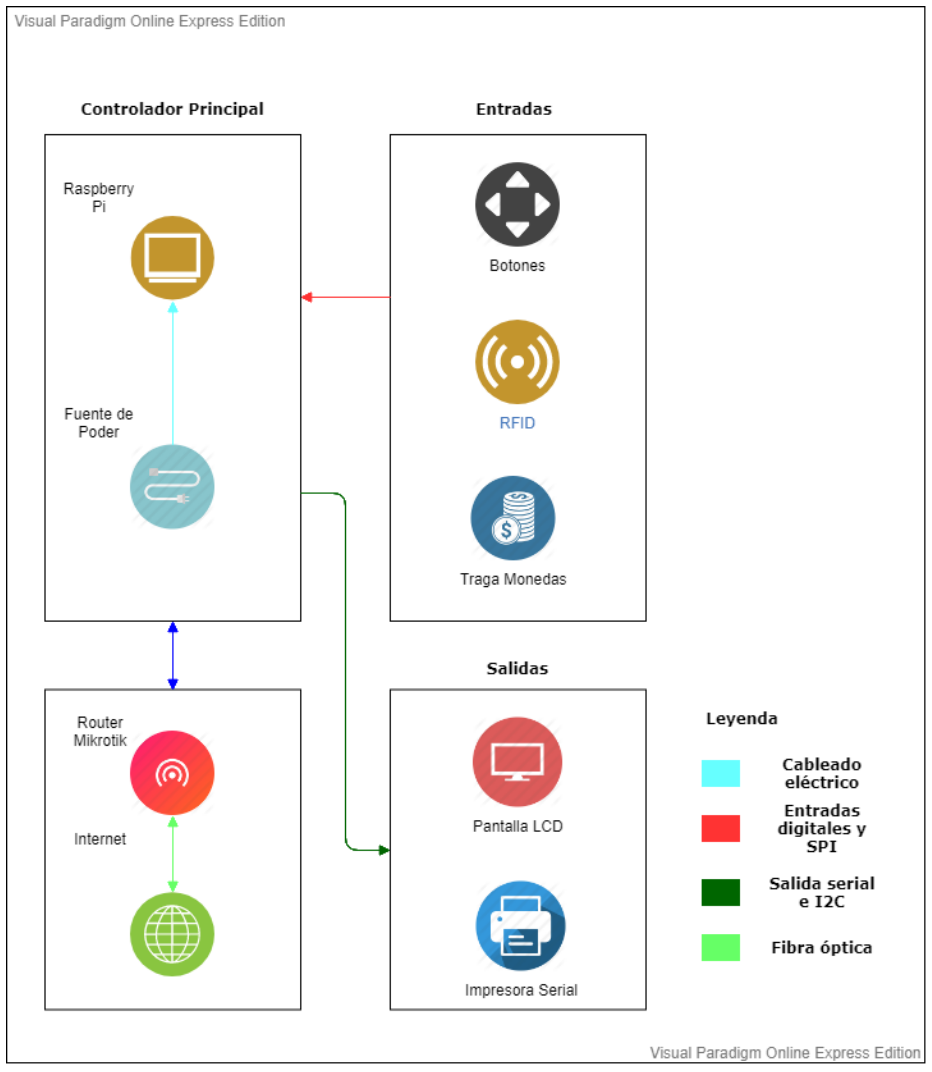 Visual Paradigm Online Express Edition
Controlador Principal
Raspberry
Pi
Fuente de
Poder
Entradas
Botones
RFID
Traga Monedas
Router
Mikrotik
Internet
Salidas
Pantalla LCD
Impresora Serial
Leyenda
Cableado
eléctrico
Entradas
digitales y
SPI
Salida serial
e I2C
Fibra óptica
Visual Paradigm Online Express Edition